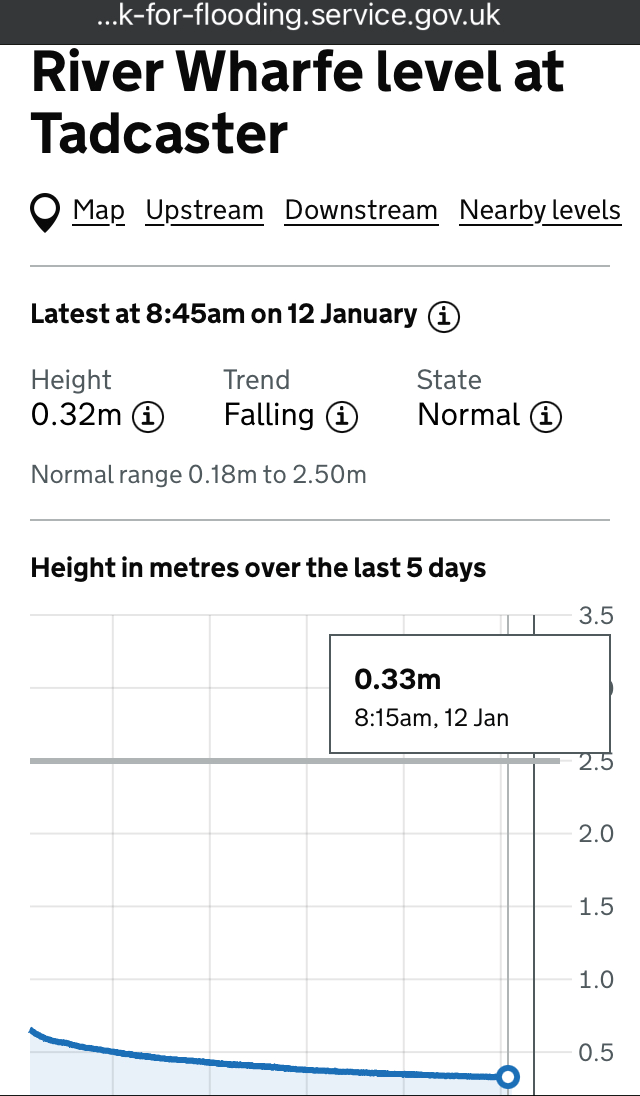 ...k-for-flooding.service.gov.uk
River Wharfe level at
Tadcaster
Map Upstream Downstream Nearby levels
Latest at 8:45am on 12 January
Height Trend State
0.32m Falling Normal
Normal range 0.18m to 2.50m
Height in metres over the last 5 days
3.5
0.33m
8:15am, 12 Jan
2.5
2.0
1.5
1.0
0.5